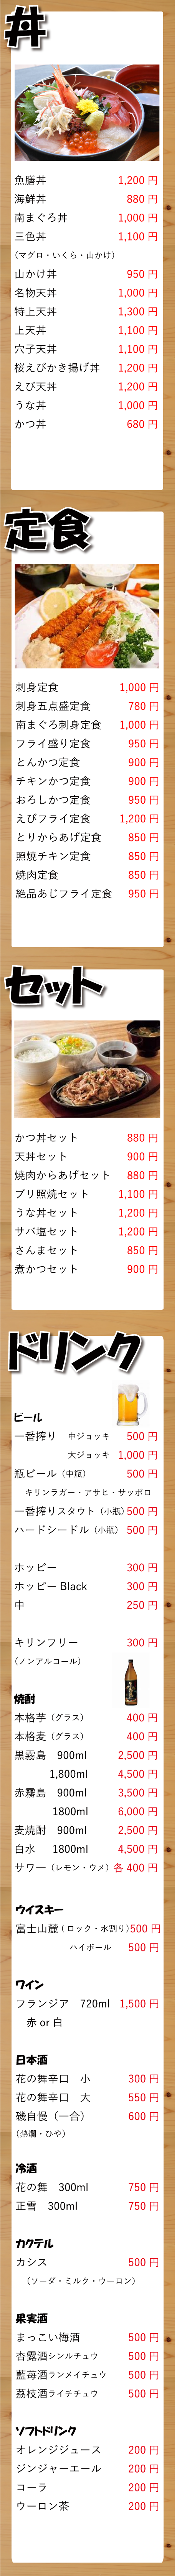 丼
魚膳丼 1,200 円
海鮮丼 880 円
南まぐろ丼 1,000 円
三色丼 1,100 円
(マグロ・いくら・山かけ)
山かけ丼 950 円
名物天丼 1,000 円
特上天丼 1,300 円
上天丼 1,100 円
穴子天丼 1,100 円
桜えびかき揚げ丼 1,200 円
えび天丼 1,200 円
うな丼 1,000 円
かつ丼 680 円
定食
刺身定食 1,000 円
刺身五点盛定食 780 円
南まぐろ刺身定食 1,000 円
フライ盛り定食 950 円
とんかつ定食 900 円
チキンかつ定食 900 円
おろしかつ定食 950 円
えびフライ定食 1,200 円
とりからあげ定食 850 円
照焼チキン定食 850 円
焼肉定食 850 円
絶品あじフライ定食 950 円
セット
かつ丼セット 880 円
天丼セット 900 円
焼肉からあげセット 880 円
ブリ照焼セット 1,100 円
うな丼セット 1,200 円
サバ塩セット 1,200 円
さんまセット 850 円
煮かつセット 900 円
ドリンク
ビール
一番搾り 中ジョッキ 500 円
大ジョッキ 1,000 円
瓶ビール（中瓶） 500 円
キリンラガー・アサヒ・サッポロ
一番搾りスタウト（小瓶）500 円
ハードシードル（小瓶） 500 円
ホッピー 300 円
ホッピー Black 300 円
中 250 円
キリンフリー 300 円
(ノンアルコール)
焼酎
本格芋（グラス） 400 円
本格麦（グラス） 400 円
黒霧島 900ml 2,500 円
1,800ml 4,500 円
赤霧島 900ml 3,500 円
1800ml 6,000 円
麦焼酎 900ml 2,500 円
白水 1800ml 4,500 円
サワー（レモン・ウメ）各 400 円
ウイスキー
富士山麓 ( ロック・水割り)500 円
ハイボール 500 円
ワイン
フランジア 720ml 1,500 円
赤 or 白
日本酒
花の舞辛口 小 300 円
花の舞辛口 大 550 円
磯自慢（一合） 600 円
(熱燗・ひや)
冷酒
花の舞 300ml 750 円
正雪 300ml 750 円
カクテル
カシス 500 円
（ソーダ・ミルク・ウーロン）
果実酒
まっこい梅酒 500 円
杏露酒シンルチュウ 500 円
藍苺酒ランメイチュウ 500 円
茘枝酒ライチチュウ 500 円
ソフトドリンク
オレンジジュース 200 円
ジンジャーエール 200 円
コーラ 200 円
ウーロン茶 200 円